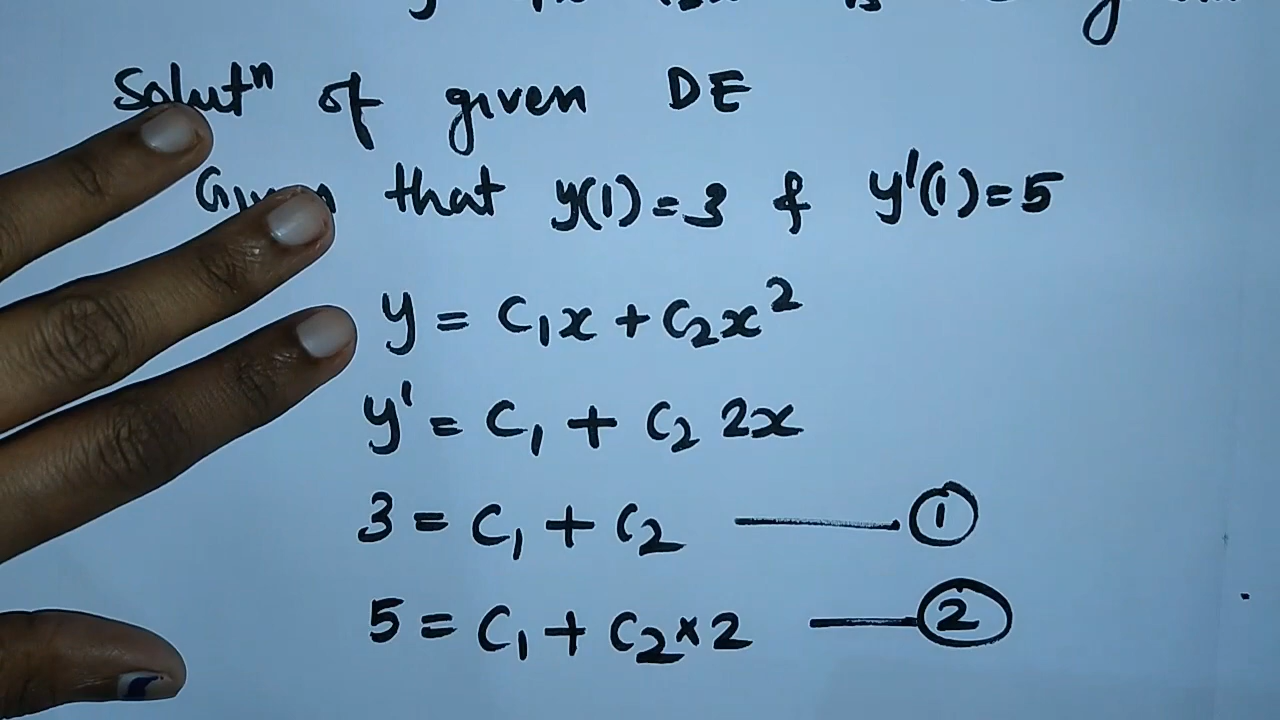 Solutⁿ of given DE
Given that y(1)=3 & y'(1)=5
y = C₁x + C₂x²
y' = C₁ + C₂ 2x
3 = C₁ + C₂ —— ①
5 = C₁ + C₂×2 —— ②